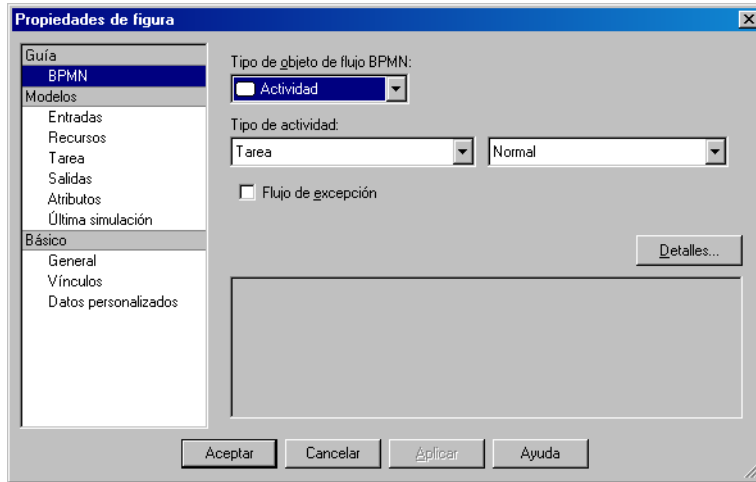 Propiedades de figura
Guía
BPMN
Modelos
Entradas
Recursos
Tarea
Salidas
Atributos
Última simulación
Básico
General
Vínculos
Datos personalizados
Tipo de objeto de flujo BPMN:
Actividad
Tipo de actividad:
Tarea Normal
Flujo de excepción
Detalles...
Aceptar Cancelar Aplicar Ayuda